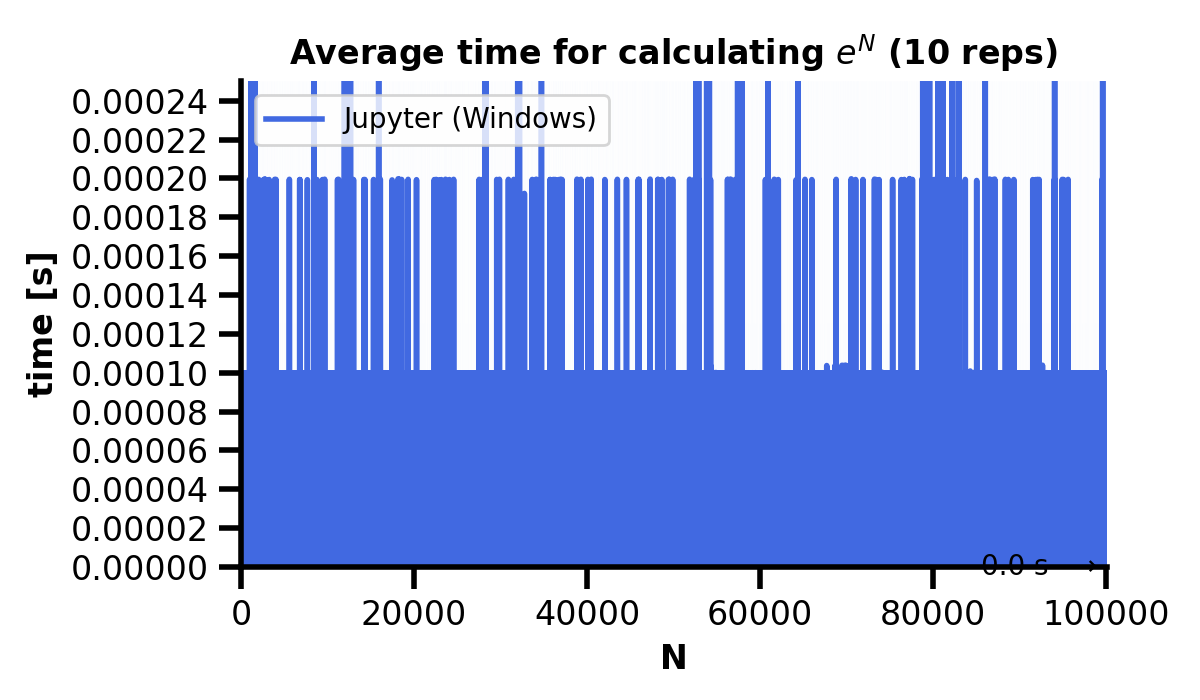 Average time for calculating e^N (10 reps)
Jupyter (Windows)
time [s]
0.00024
0.00022
0.00020
0.00018
0.00016
0.00014
0.00012
0.00010
0.00008
0.00006
0.00004
0.00002
0.00000
0.0 s →
0 20000 40000 60000 80000 100000
N